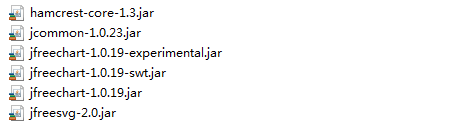 hamcrest-core-1.3.jar
jcommon-1.0.23.jar
jfreechart-1.0.19-experimental.jar
jfreechart-1.0.19-swt.jar
jfreechart-1.0.19.jar
jfreesvg-2.0.jar